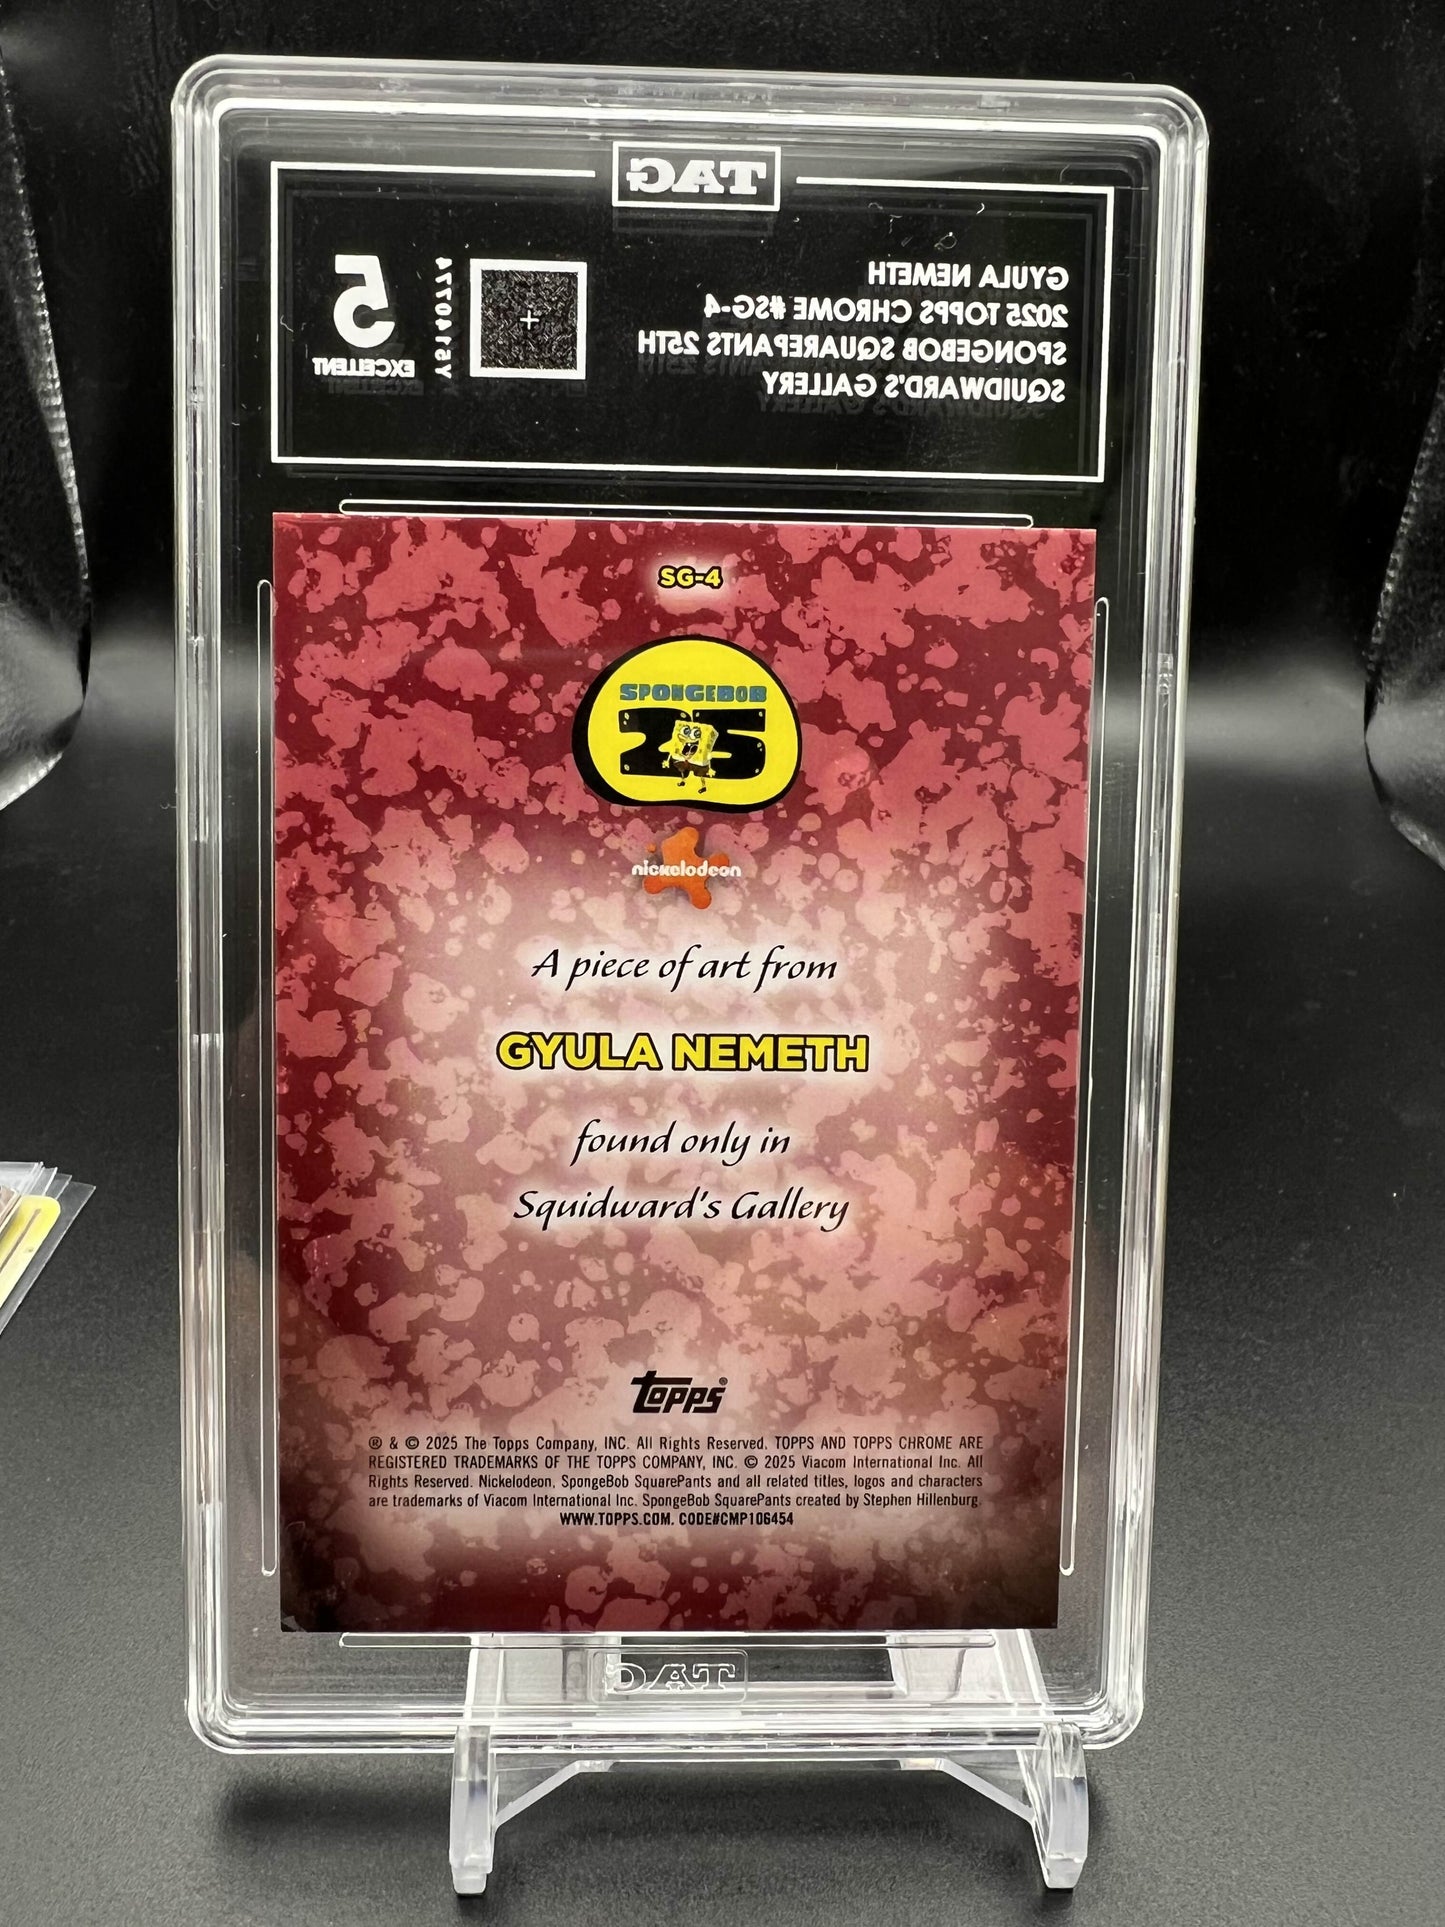 TAG
GYULA NEMETH
2025 TOPPS CHROME #SG-4
SPONGEBOB SQUAREPANTS 25TH
SQUIDWARD'S GALLERY
Y5140774
5
EXCELLENT
SG-4
SPONGEBOB
25
nickelodeon
A piece of art from
GYULA NEMETH
found only in
Squidward's Gallery
Topps®
® & © 2025 The Topps Company, INC. All Rights Reserved. TOPPS AND TOPPS CHROME ARE
REGISTERED TRADEMARKS OF THE TOPPS COMPANY, INC. © 2025 Viacom International Inc. All
Rights Reserved. Nickelodeon, SpongeBob SquarePants and all related titles, logos and characters
are trademarks of Viacom International Inc. SpongeBob SquarePants created by Stephen Hillenburg.
WWW.TOPPS.COM. CODE#CMP106454
TAG